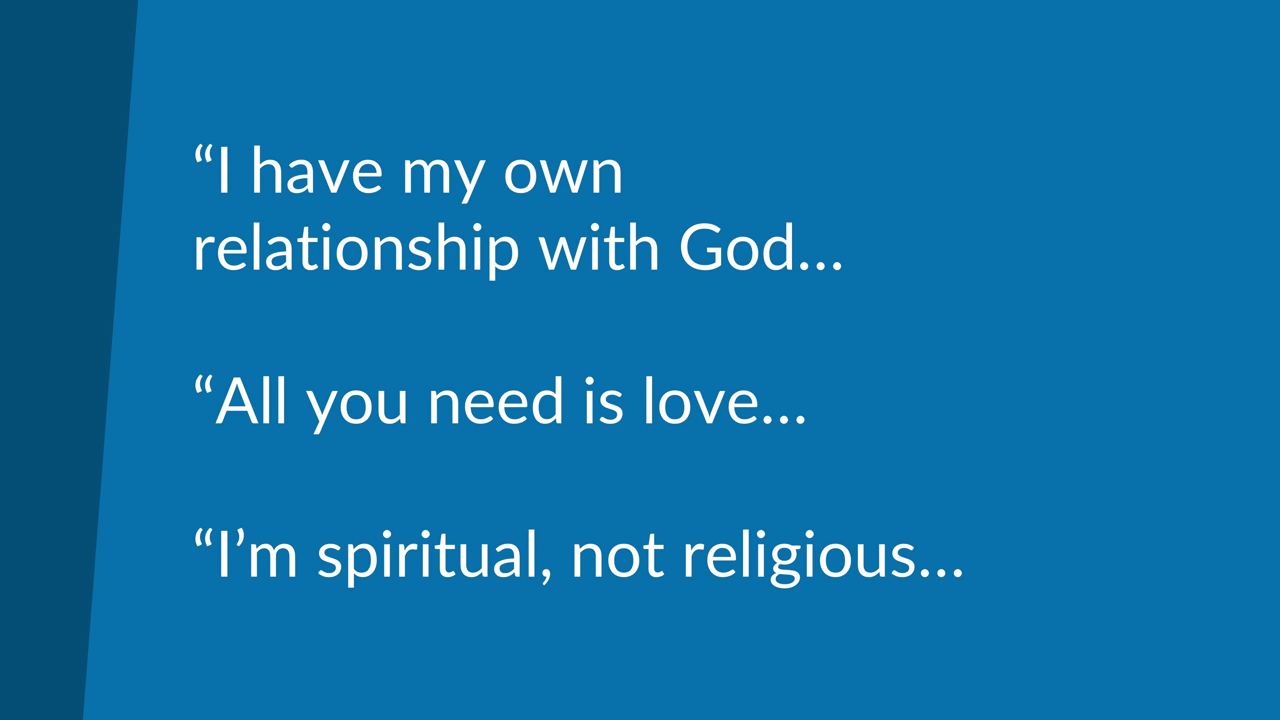 “I have my own
relationship with God...
“All you need is love...
“I’m spiritual, not religious...